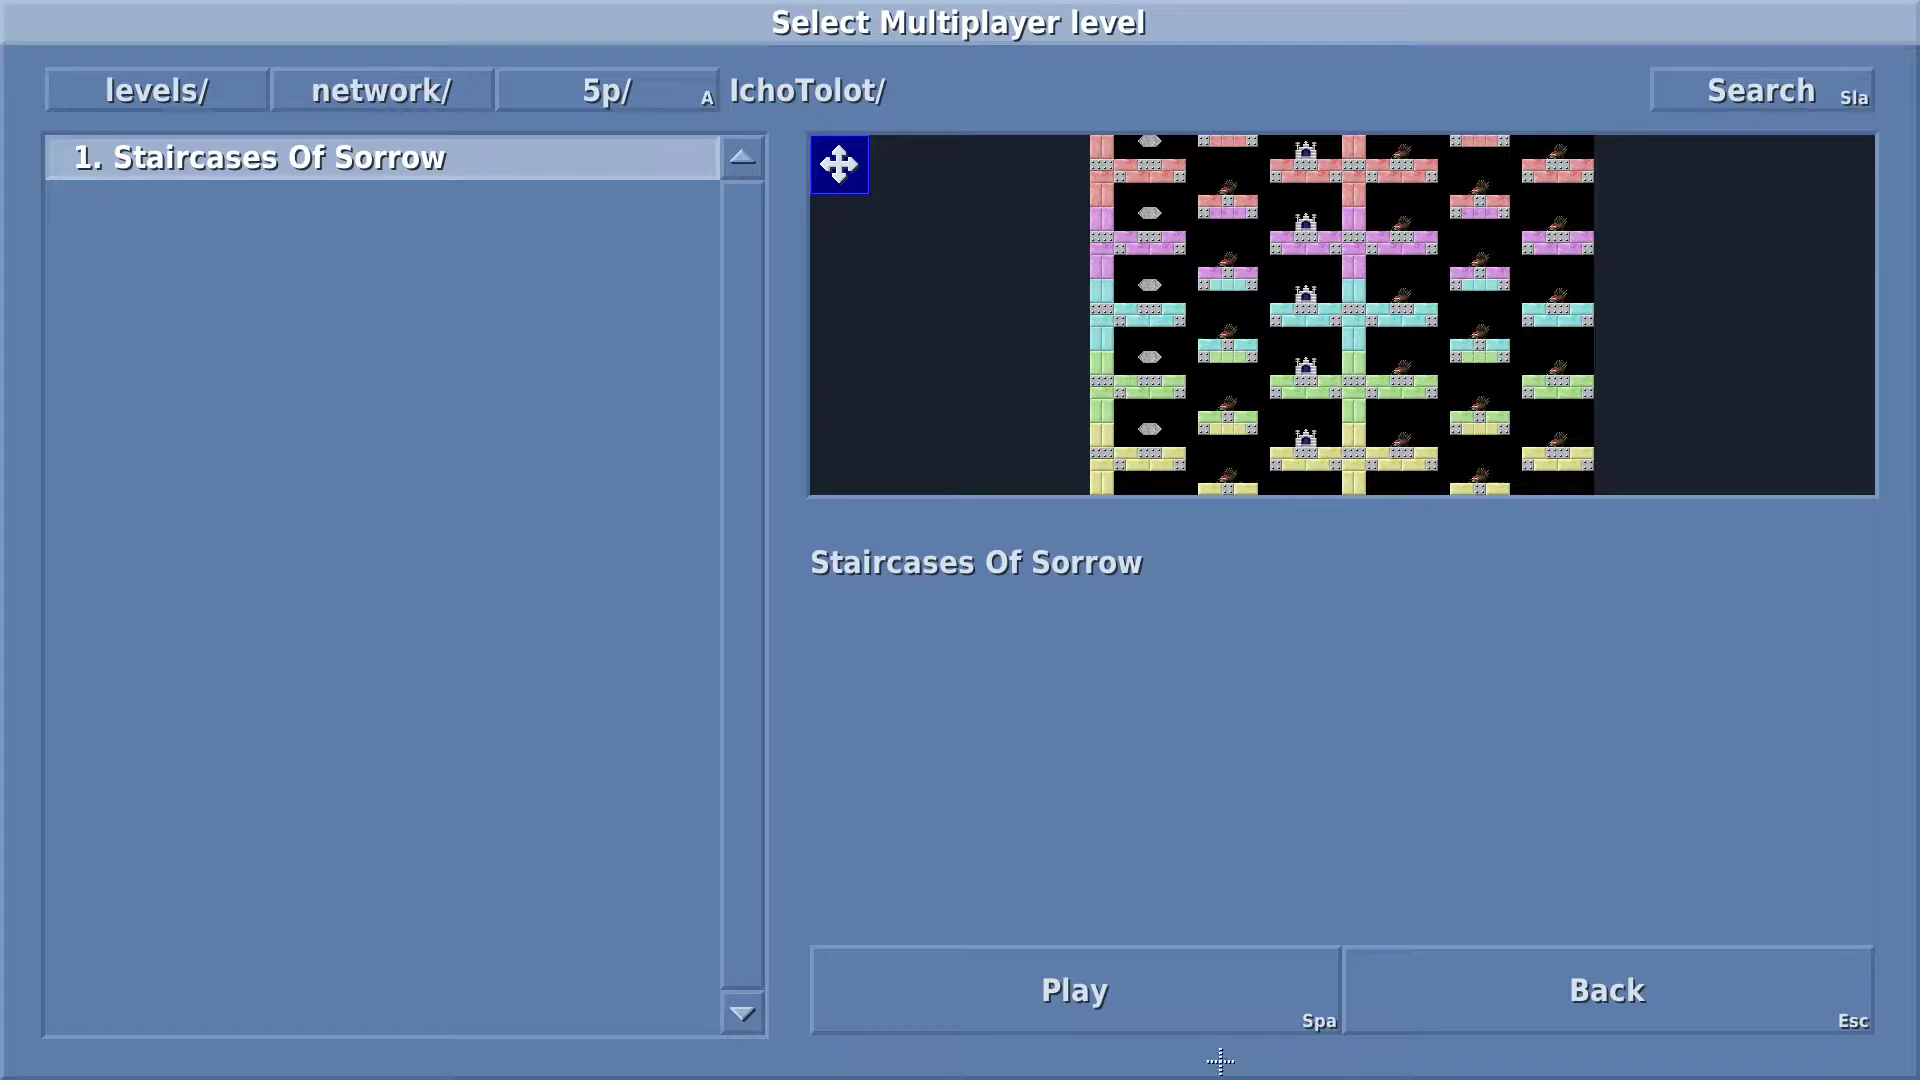 Select Multiplayer level
levels/ network/ 5p/ A IchoTolot/ Search Sla
1. Staircases Of Sorrow
Staircases Of Sorrow
Play Spa
Back Esc